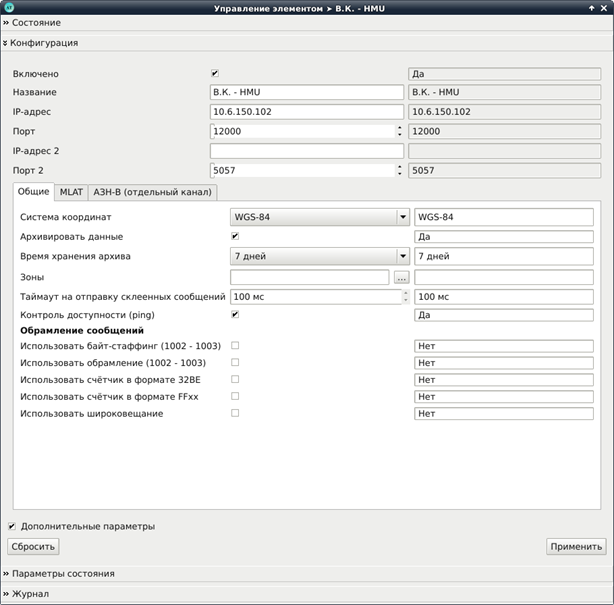 Управление элементом ➤ В.К. - HMU
Состояние
Конфигурация
Включено Да
Название В.К. - HMU В.К. - HMU
IP-адрес 10.6.150.102 10.6.150.102
Порт 12000 12000
IP-адрес 2
Порт 2 5057 5057
Общие MLAT АЗН-В (отдельный канал)
Система координат WGS-84 WGS-84
Архивировать данные Да
Время хранения архива 7 дней 7 дней
Зоны ...
Таймаут на отправку склеенных сообщений 100 мс 100 мс
Контроль доступности (ping) Да
Обрамление сообщений
Использовать байт-стаффинг (1002 - 1003) Нет
Использовать обрамление (1002 - 1003) Нет
Использовать счётчик в формате 32BE Нет
Использовать счётчик в формате FFxx Нет
Использовать широковещание Нет
Дополнительные параметры
Сбросить Применить
Параметры состояния
Журнал